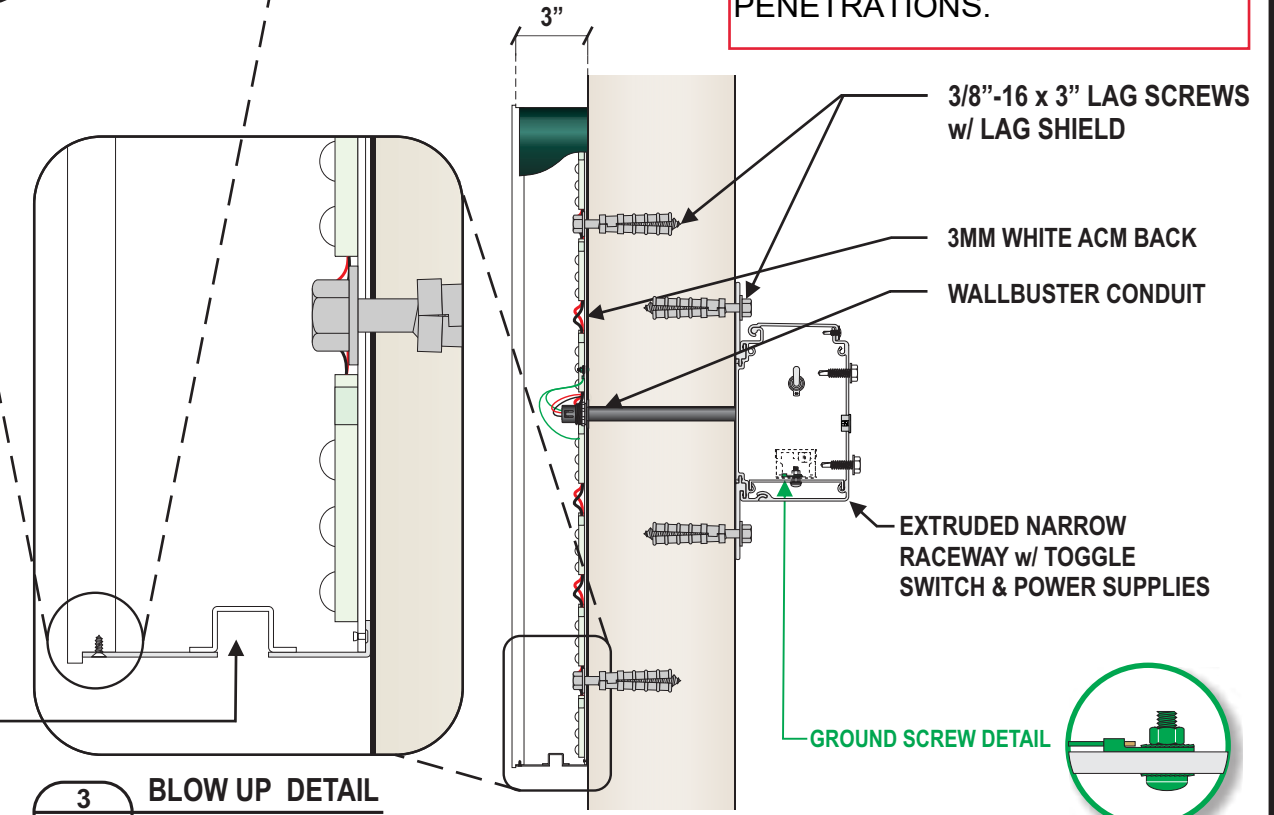 PENETRATIONS.
3”
3/8”-16 x 3” LAG SCREWS
w/ LAG SHIELD
3MM WHITE ACM BACK
WALLBUSTER CONDUIT
EXTRUDED NARROW
RACEWAY w/ TOGGLE
SWITCH & POWER SUPPLIES
GROUND SCREW DETAIL
3
BLOW UP DETAIL